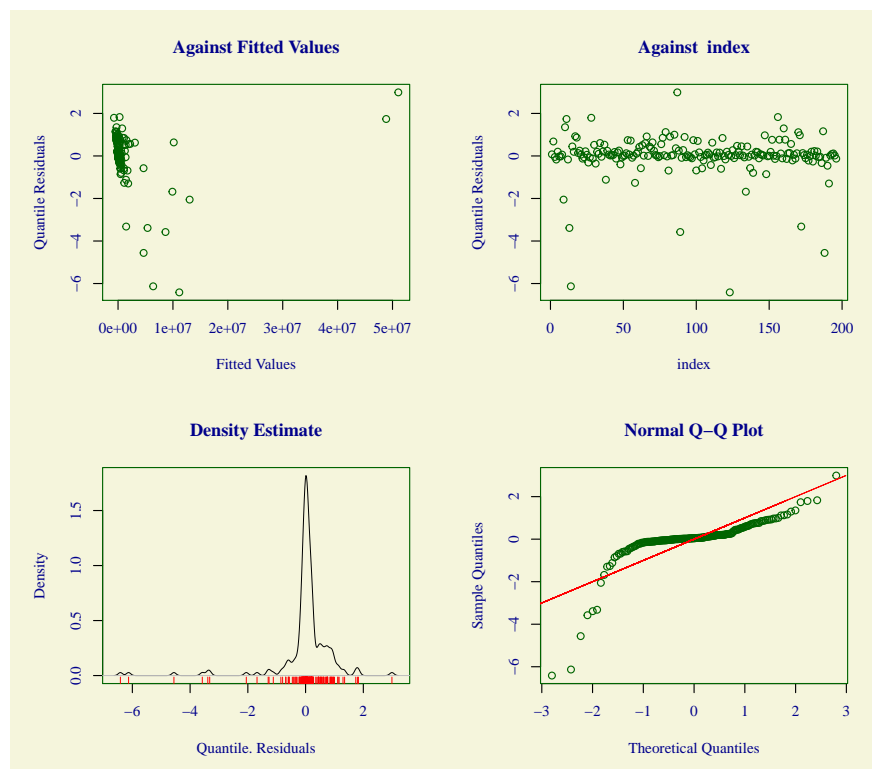 Against Fitted Values
Quantile Residuals
2
0
−2
−4
−6
0e+00 1e+07 2e+07 3e+07 4e+07 5e+07
Fitted Values
Against index
Quantile Residuals
2
0
−2
−4
−6
0 50 100 150 200
index
Density Estimate
Density
1.5
1.0
0.5
0.0
−6 −4 −2 0 2
Quantile. Residuals
Normal Q−Q Plot
Sample Quantiles
2
0
−2
−4
−6
−3 −2 −1 0 1 2 3
Theoretical Quantiles